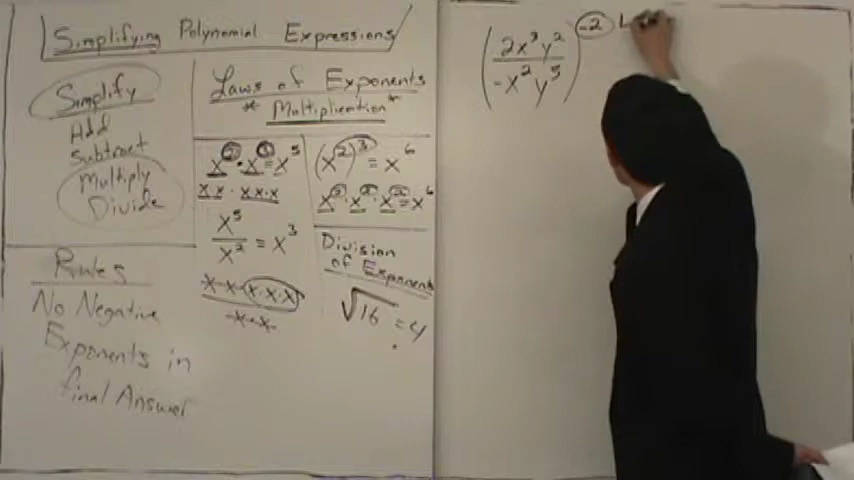 Simplifying Polynomial Expressions
Simplify
Add
Subtract
Multiply
Divide
Rules
No Negative
Exponents in
final Answer
Laws of Exponents
* Multiplication *
x² · x³ = x⁵
x x · x x x
x⁵/x² = x³
x · x · x · x · x
x · x
(x²)³ = x⁶
x² · x² · x² = x⁶
Division
of Exponents
√16 = 4
(2x³y²/-x²y⁵)⁻²